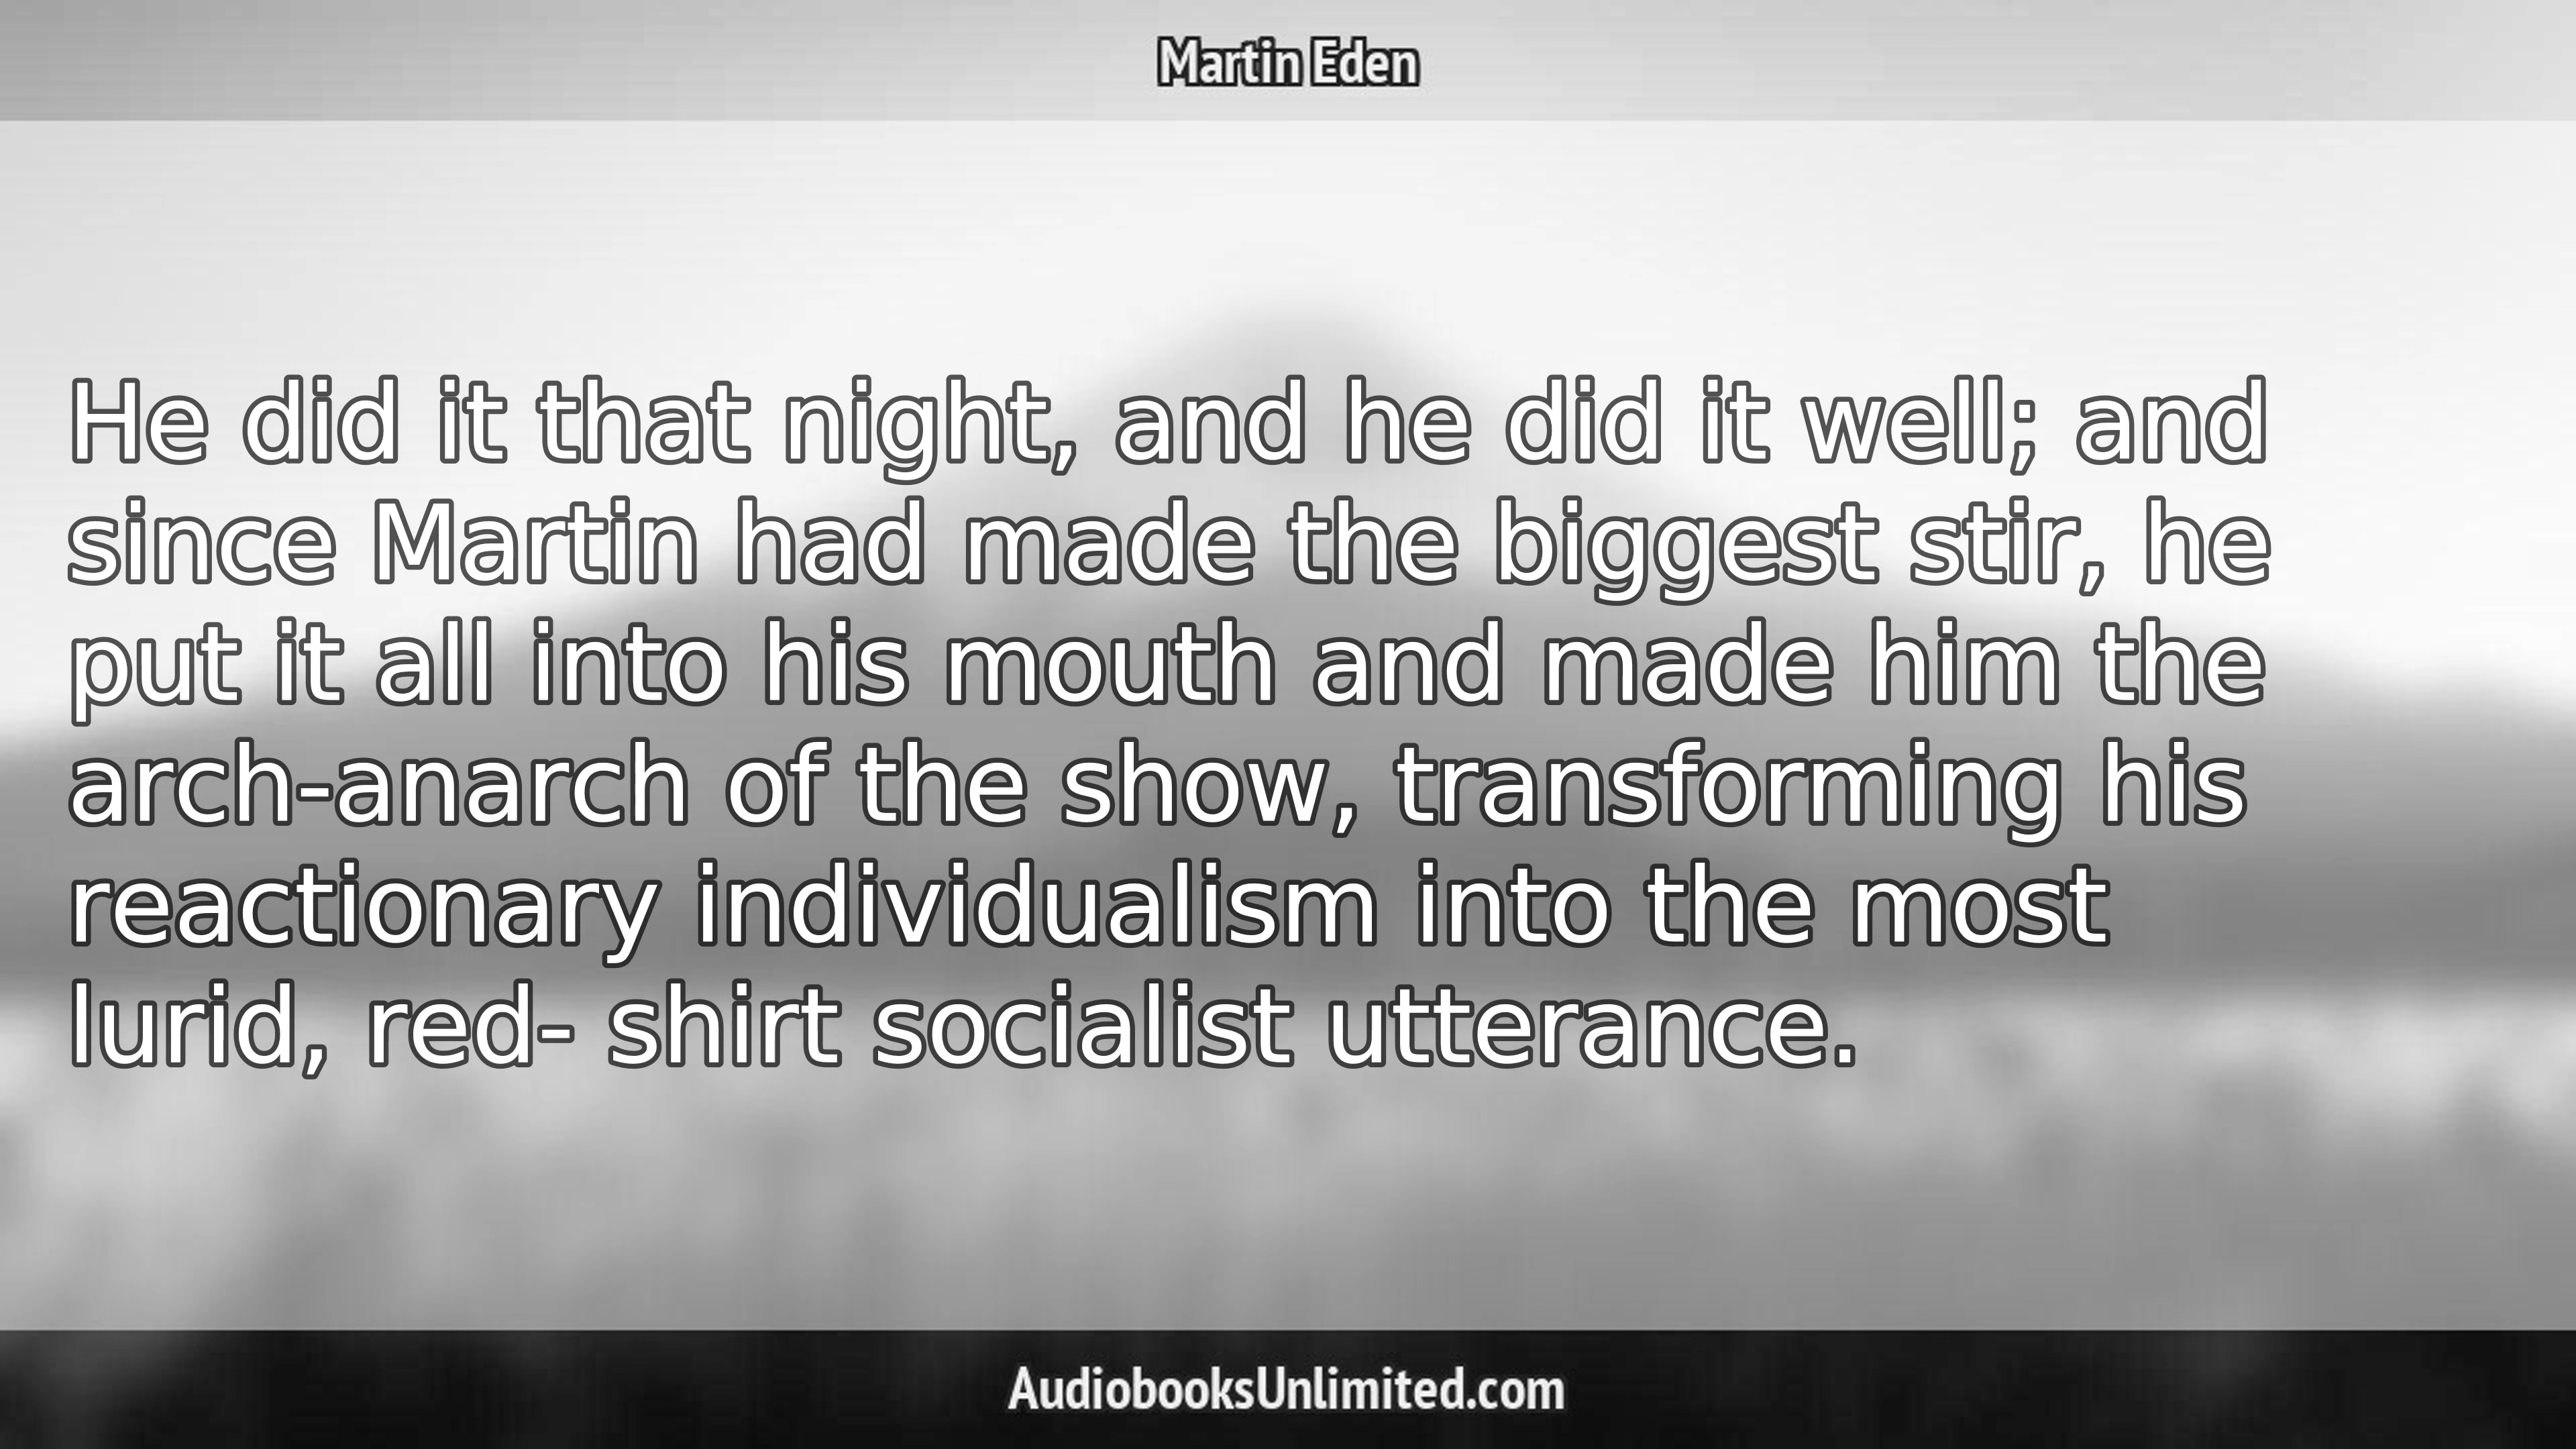 Martin Eden
He did it that night, and he did it well; and
since Martin had made the biggest stir, he
put it all into his mouth and made him the
arch-anarch of the show, transforming his
reactionary individualism into the most
lurid, red- shirt socialist utterance.
AudiobooksUnlimited.com